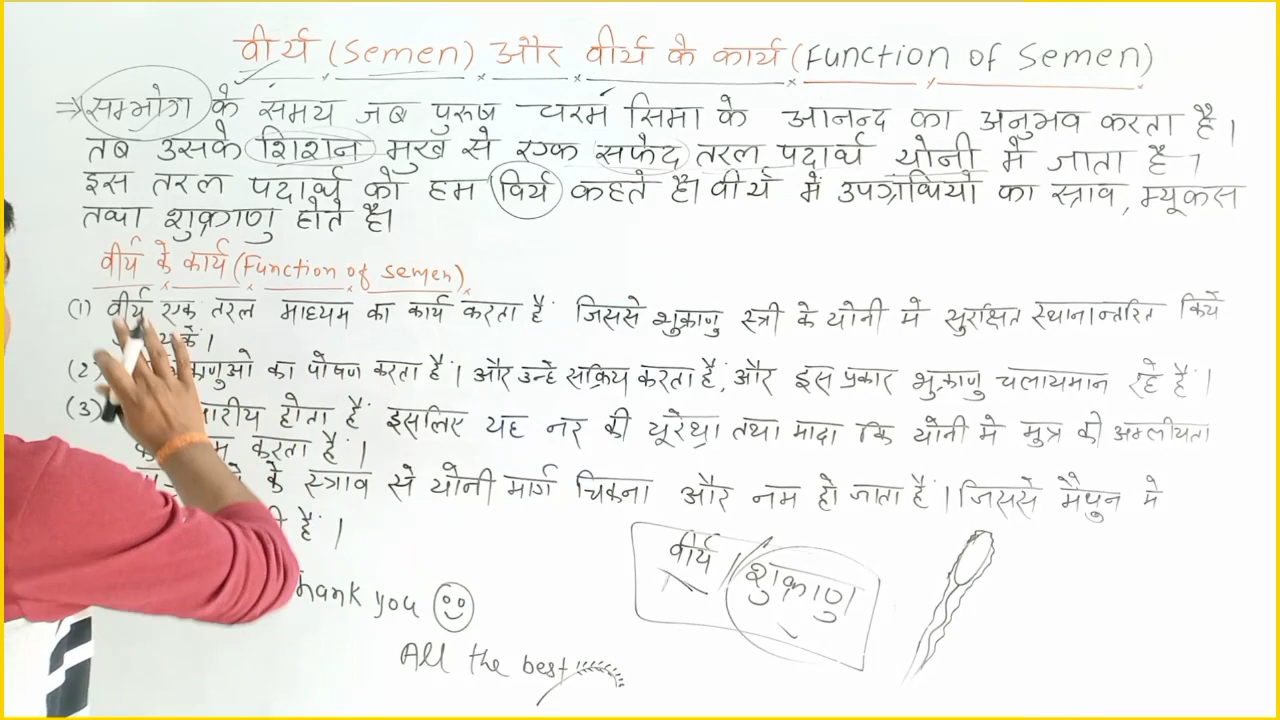 वीर्य (Semen) और वीर्य के कार्य (Function of Semen)
⇒ सम्भोग के समय जब पुरुष चरमं सिमा के आनन्द का अनुभव करता है।
तब उसके शिशन मुख से एक सफेद तरल पदार्थ योनी में जाता है।
इस तरल पदार्थ को हम विर्य कहते है। वीर्य में उपग्रंथियो का स्त्राव, म्यूकस
तथा शुक्राणु होते है।
वीर्य के कार्य (Function of semen)
(1) वीर्य एक तरल माध्यम का कार्य करता हैं जिससे शुक्राणु स्त्री के योनी मे सुरक्षित स्थानान्तरित किये
सकें।
(2) का पोषण करता हैं। और उन्हे सक्रिय करता हैं, और इस प्रकार शुक्राणु चलायमान रहे हैं।
(3) होता हैं इसलिए यह नर की यूरेथ्रा तथा मादा कि योनी मे मुत्र की अम्लीयता
करता हैं।
के स्त्राव से योनी मार्ग चिकना और नम हो जाता हैं। जिससे मैथुन मे
हैं।
वीर्य / शुक्राणु
Thank you
All the best